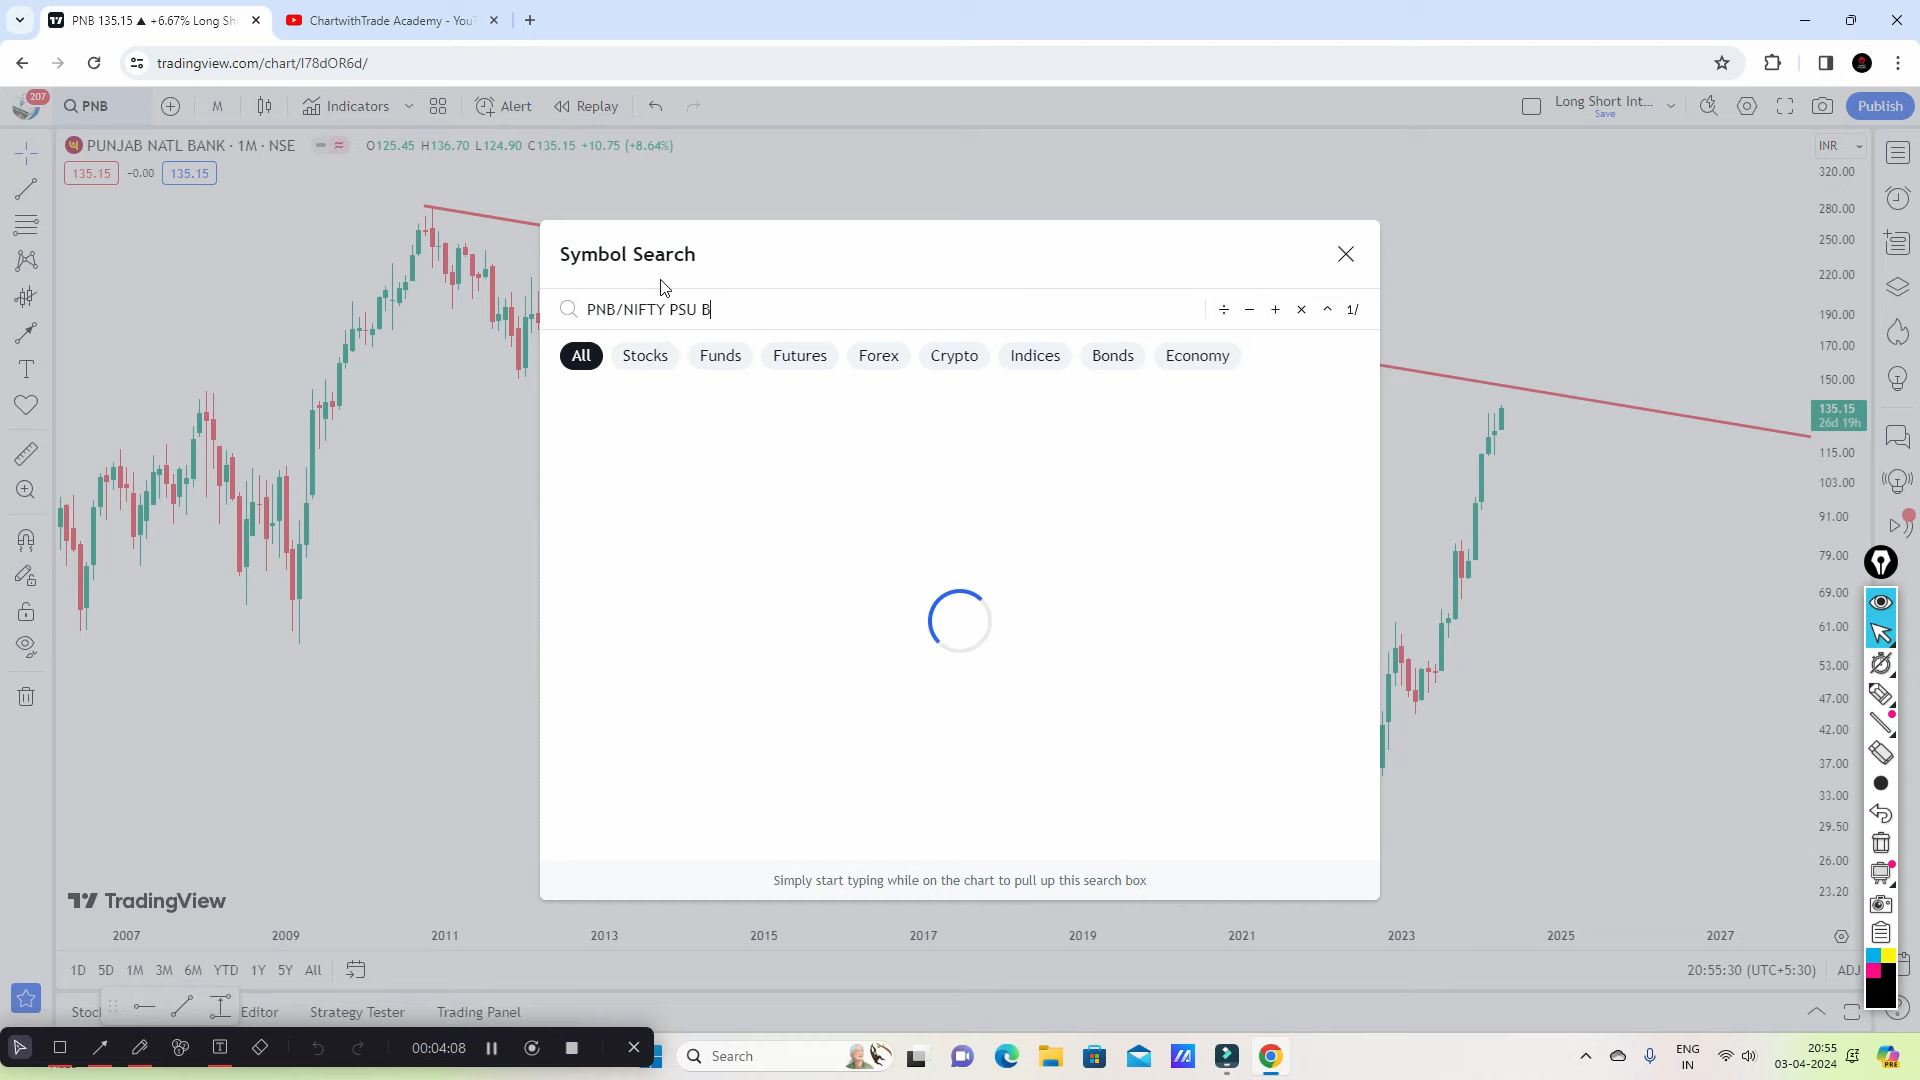 PNB 135.15 ▲ +6.67% Long Sh
ChartwithTrade Academy - You
tradingview.com/chart/I78dOR6d/
207
PNB
M
Indicators
Alert
Replay
Long Short Int...
Save
Publish
PUNJAB NATL BANK · 1M · NSE
O125.45 H136.70 L124.90 C135.15 +10.75 (+8.64%)
INR
135.15
-0.00
135.15
320.00
280.00
250.00
220.00
190.00
170.00
150.00
135.15
26d 19h
115.00
103.00
91.00
79.00
69.00
61.00
53.00
47.00
42.00
37.00
33.00
29.50
26.00
23.20
Symbol Search
PNB/NIFTY PSU B
1/
All
Stocks
Funds
Futures
Forex
Crypto
Indices
Bonds
Economy
Simply start typing while on the chart to pull up this search box
TradingView
2007
2009
2011
2013
2015
2017
2019
2021
2023
2025
2027
1D
5D
1M
3M
6M
YTD
1Y
5Y
All
20:55:30 (UTC+5:30)
ADJ
Stoc
Editor
Strategy Tester
Trading Panel
00:04:08
Search
ENG
IN
20:55
03-04-2024
PRE